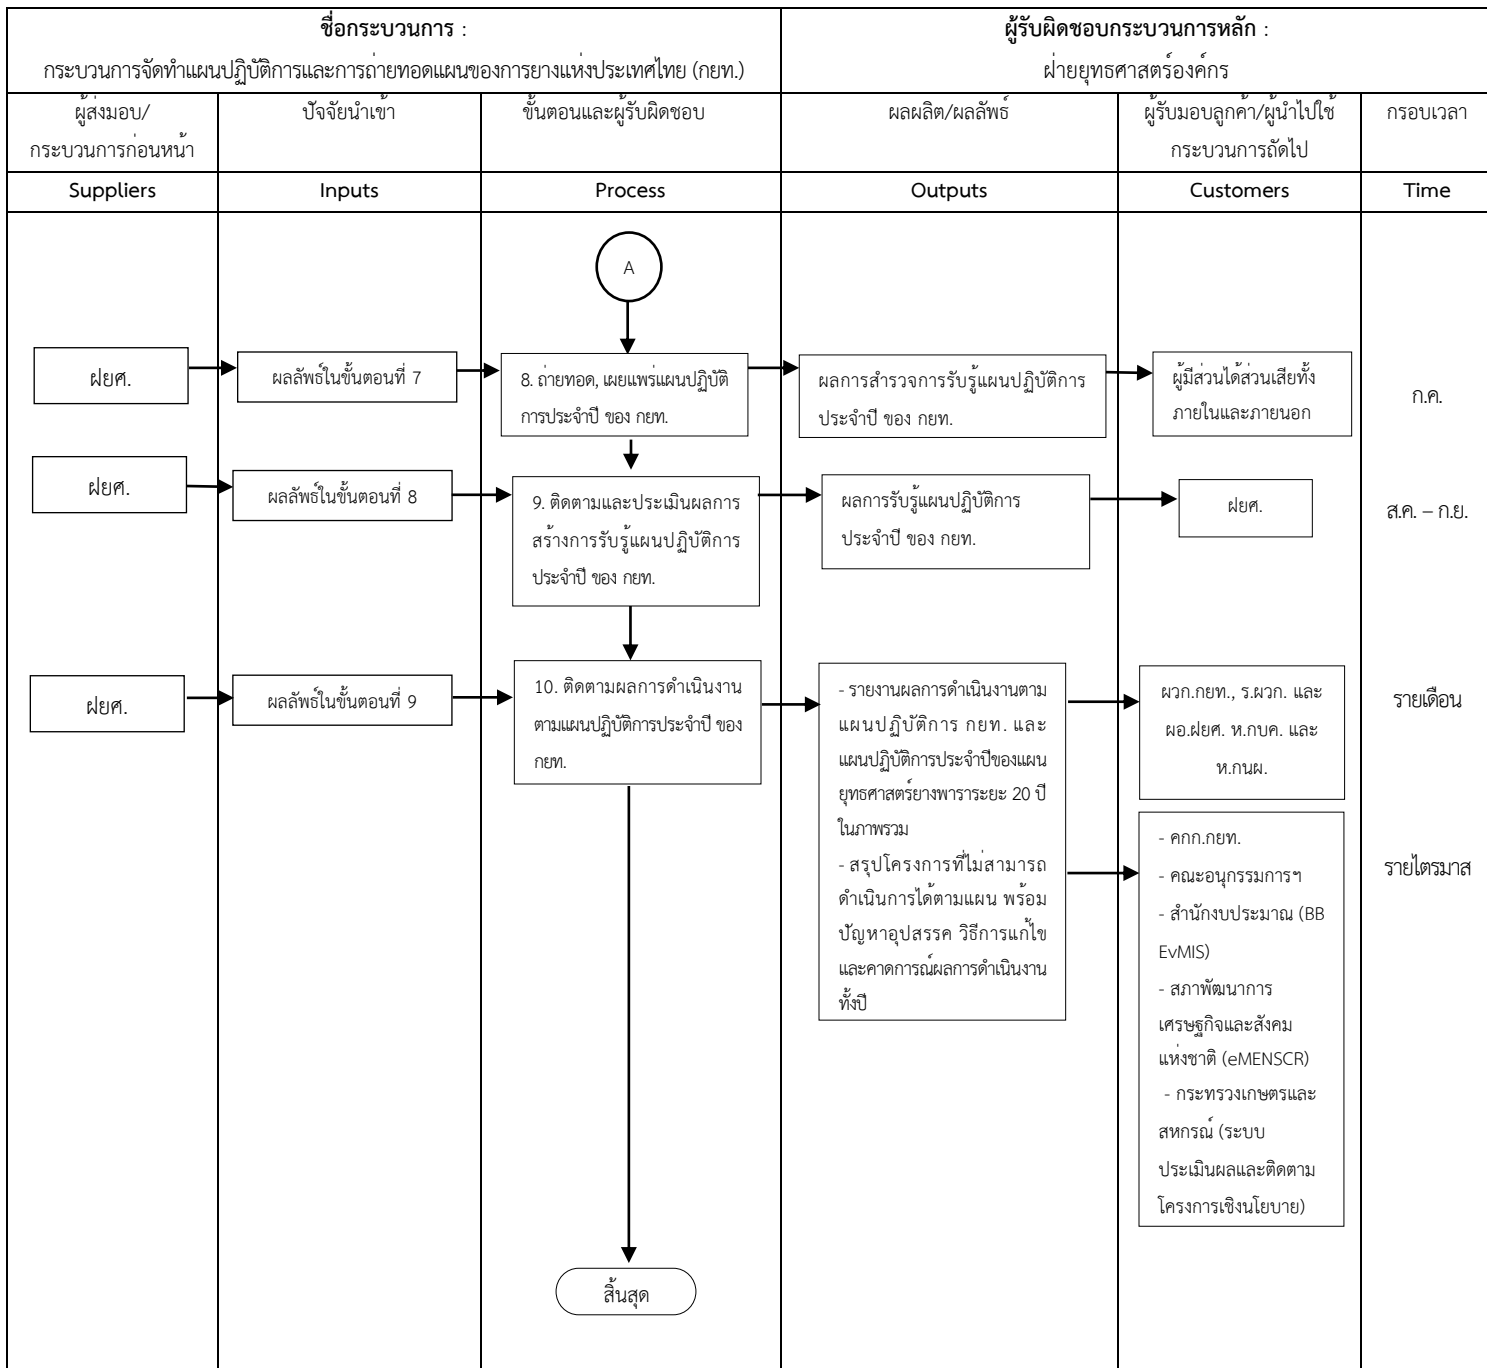 ชื่อกระบวนการ :
กระบวนการจัดทำแผนปฏิบัติการและการถ่ายทอดแผนของการยางแห่งประเทศไทย (กยท.)
ผู้รับผิดชอบกระบวนการหลัก :
ฝ่ายยุทธศาสตร์องค์กร
ผู้ส่งมอบ/
กระบวนการก่อนหน้า
ปัจจัยนำเข้า
ขั้นตอนและผู้รับผิดชอบ
ผลผลิต/ผลลัพธ์
ผู้รับมอบลูกค้า/ผู้นำไปใช้
กระบวนการถัดไป
กรอบเวลา
Suppliers
Inputs
Process
Outputs
Customers
Time
A
ฝยศ.
ผลลัพธ์ในขั้นตอนที่ 7
8. ถ่ายทอด, เผยแพร่แผนปฏิบัติ
การประจำปี ของ กยท.
ผลการสำรวจการรับรู้แผนปฏิบัติการ
ประจำปี ของ กยท.
ผู้มีส่วนได้ส่วนเสียทั้ง
ภายในและภายนอก
ก.ค.
ฝยศ.
ผลลัพธ์ในขั้นตอนที่ 8
9. ติดตามและประเมินผลการ
สร้างการรับรู้แผนปฏิบัติการ
ประจำปี ของ กยท.
ผลการรับรู้แผนปฏิบัติการ
ประจำปี ของ กยท.
ฝยศ.
ส.ค. – ก.ย.
ฝยศ.
ผลลัพธ์ในขั้นตอนที่ 9
10. ติดตามผลการดำเนินงาน
ตามแผนปฏิบัติการประจำปี ของ
กยท.
- รายงานผลการดำเนินงานตาม
แผนปฏิบัติการ กยท. และ
แผนปฏิบัติการประจำปีของแผน
ยุทธศาสตร์ยางพาราระยะ 20 ปี
ในภาพรวม
- สรุปโครงการที่ไม่สามารถ
ดำเนินการได้ตามแผน พร้อม
ปัญหาอุปสรรค วิธีการแก้ไข
และคาดการณ์ผลการดำเนินงาน
ทั้งปี
ผวก.กยท., ร.ผวก. และ
ผอ.ฝยศ. ห.กบค. และ
ห.กนผ.
รายเดือน
- คกก.กยท.
- คณะอนุกรรมการฯ
- สำนักงบประมาณ (BB
EvMIS)
- สภาพัฒนาการ
เศรษฐกิจและสังคม
แห่งชาติ (eMENSCR)
- กระทรวงเกษตรและ
สหกรณ์ (ระบบ
ประเมินผลและติดตาม
โครงการเชิงนโยบาย)
รายไตรมาส
สิ้นสุด